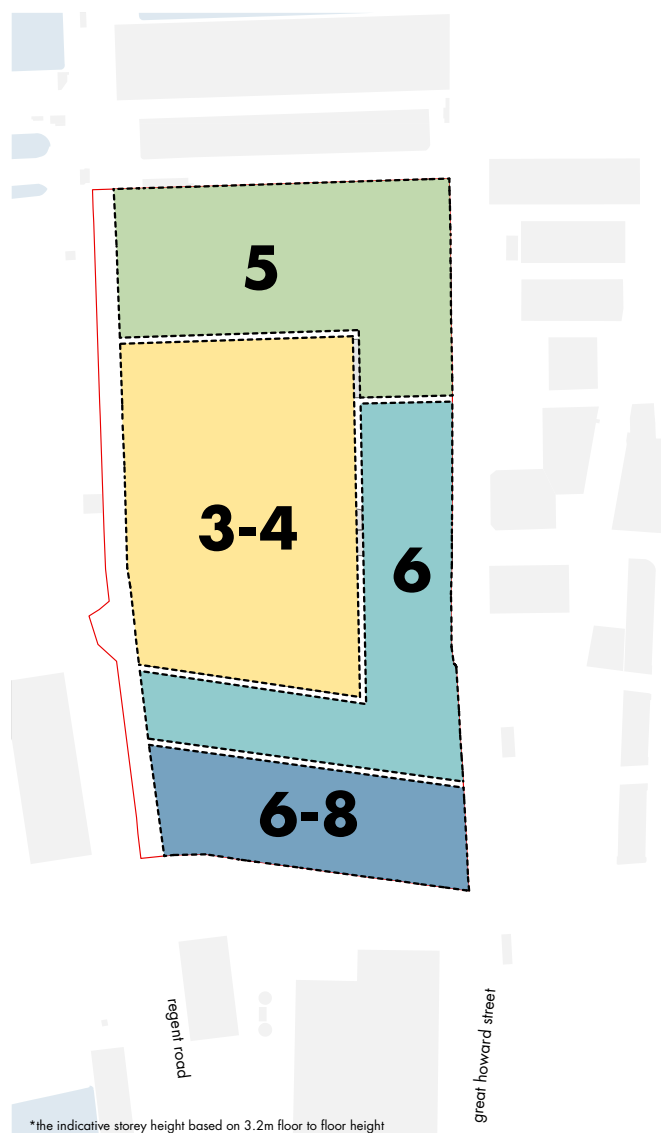 5
3-4
6
6-8
regent road
great howard street
*the indicative storey height based on 3.2m floor to floor height